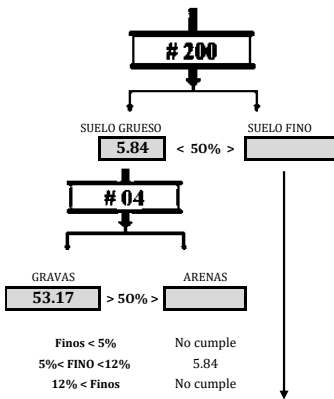 # 200
SUELO GRUESO SUELO FINO
5.84 < 50% >
# 04
GRAVAS ARENAS
53.17 > 50% >
Finos < 5% No cumple
5%< FINO <12% 5.84
12% < Finos No cumple